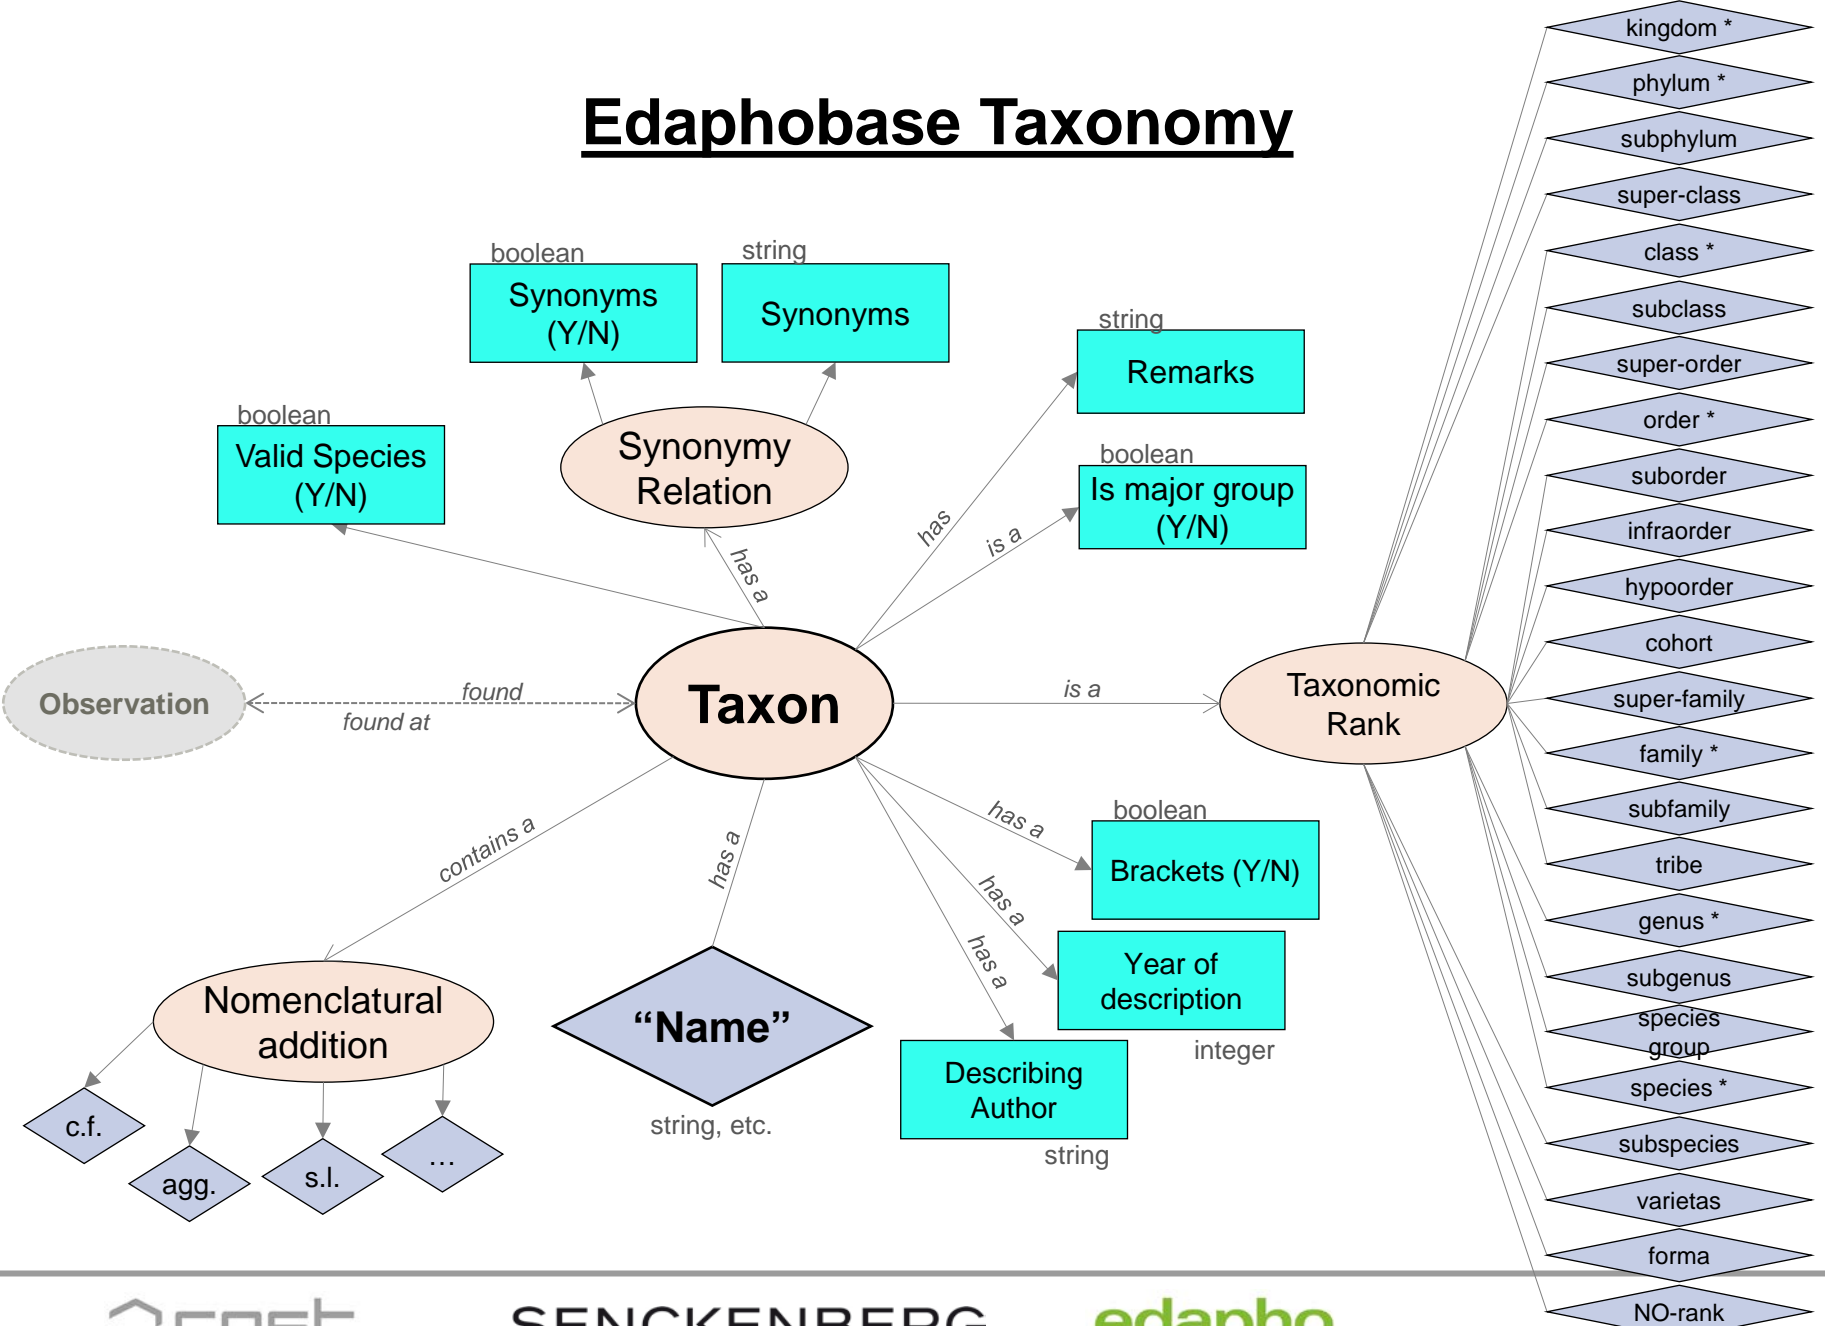 Edaphobase Taxonomy
boolean
Synonyms
(Y/N)
string
Synonyms
boolean
Valid Species
(Y/N)
Synonymy
Relation
string
Remarks
boolean
Is major group
(Y/N)
has a
has
is a
Observation
found
found at
Taxon
is a
Taxonomic
Rank
contains a
has a
has a
has a
has a
boolean
Brackets (Y/N)
Year of
description
integer
Describing
Author
string
Nomenclatural
addition
c.f.
agg.
s.l.
…
“Name”
string, etc.
kingdom *
phylum *
subphylum
super-class
class *
subclass
super-order
order *
suborder
infraorder
hypoorder
cohort
super-family
family *
subfamily
tribe
genus *
subgenus
species
group
species *
subspecies
varietas
forma
NO-rank
cost
SENCKENBERG
edapho